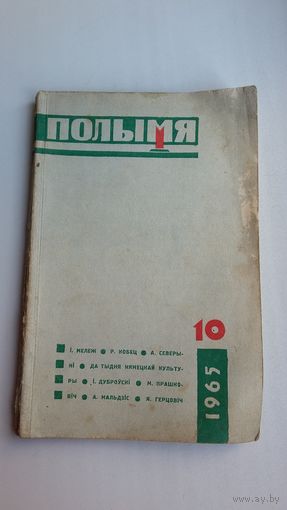 ПОЛЫМЯ
10
І. МЕЛЕЖ ● Р. КОБЕЦ ● А. СЕВЕРЫ-
НІ ● ДА ТЫДНЯ НЯМЕЦКАЙ КУЛЬТУ-
РЫ ● І. ДУБРОЎСКІ ● М. ПРАШКО-
ВІЧ ● А. МАЛЬДЗІС ● Я. ГЕРЦОВІЧ
1965
ay.by